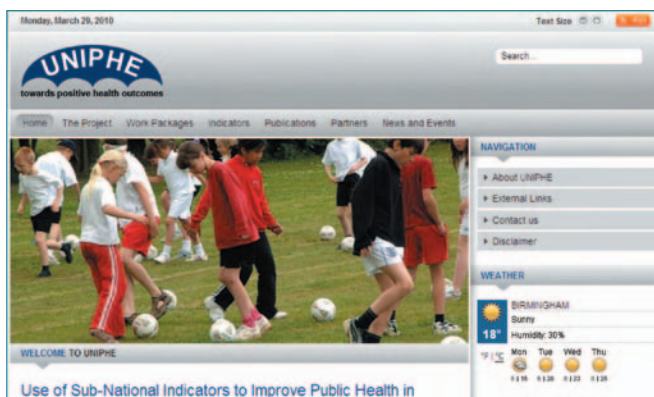 Monday, March 29, 2010
Text Size
UNIPHE
towards positive health outcomes
Search...
Home The Project Work Packages Indicators Publications Partners News and Events
NAVIGATION
About UNIPHE
External Links
Contact us
Disclaimer
WEATHER
BIRMINGHAM
Sunny
18° Humidity: 30%
°F | °C Mon Tue Wed Thu
WELCOME TO UNIPHE
Use of Sub-National Indicators to Improve Public Health in